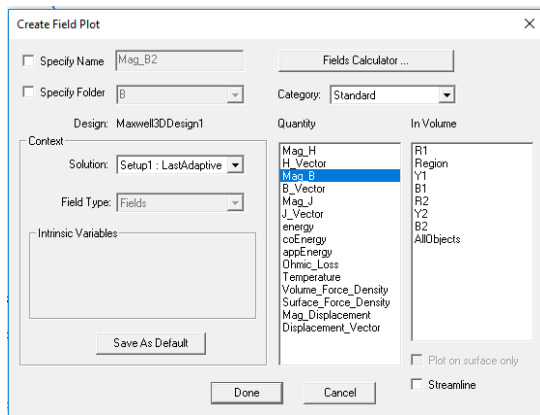 Create Field Plot
Specify Name
Mag_B2
Fields Calculator ...
Specify Folder
B
Category:
Standard
Design:
Maxwell3DDesign1
Quantity
In Volume
Context
Solution:
Setup1 : LastAdaptive
Field Type:
Fields
Intrinsic Variables
Save As Default
Mag_H
H_Vector
Mag_B
B_Vector
Mag_J
J_Vector
energy
coEnergy
appEnergy
Ohmic_Loss
Temperature
Volume_Force_Density
Surface_Force_Density
Mag_Displacement
Displacement_Vector
R1
Region
Y1
B1
R2
Y2
B2
AllObjects
Plot on surface only
Streamline
Done
Cancel